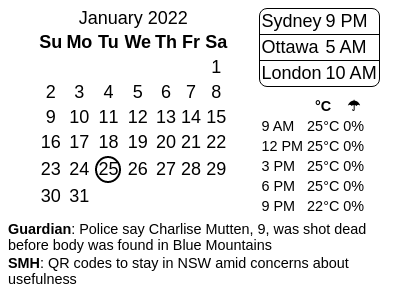 January 2022
Su Mo Tu We Th Fr Sa
1
2 3 4 5 6 7 8
9 10 11 12 13 14 15
16 17 18 19 20 21 22
23 24 25 26 27 28 29
30 31
Sydney 9 PM
Ottawa 5 AM
London 10 AM
°C ☂
9 AM 25°C 0%
12 PM 25°C 0%
3 PM 25°C 0%
6 PM 25°C 0%
9 PM 22°C 0%
Guardian: Police say Charlise Mutten, 9, was shot dead
before body was found in Blue Mountains
SMH: QR codes to stay in NSW amid concerns about
usefulness